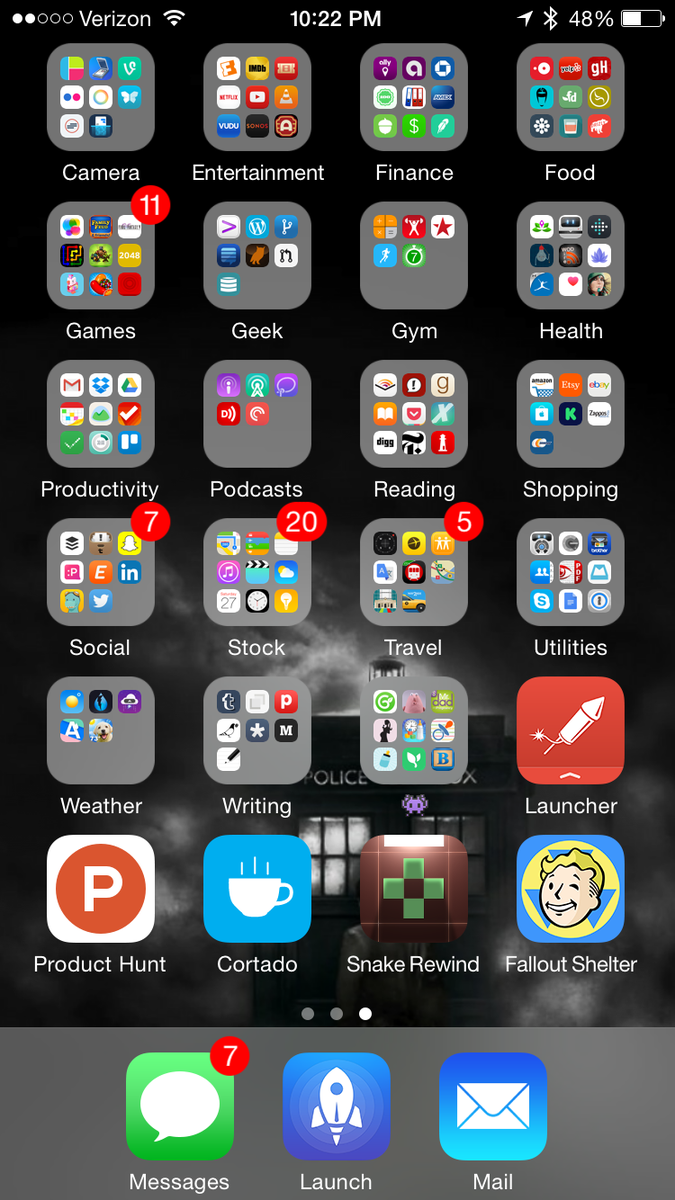 Verizon 10:22 PM 48%
Camera Entertainment Finance Food
11
2048
Games Geek Gym Health
Productivity Podcasts Reading Shopping
7 20 5
Social Stock Travel Utilities
POLICE
Weather Writing Launcher
P
Product Hunt Cortado Snake Rewind Fallout Shelter
7
Messages Launch Mail